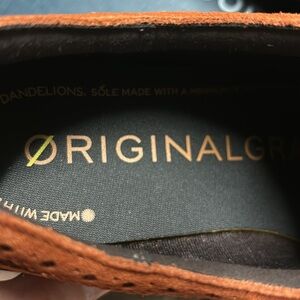 DANDELIONS. SOLE MADE WITH A
ØRIGINALGR
MADE WITH